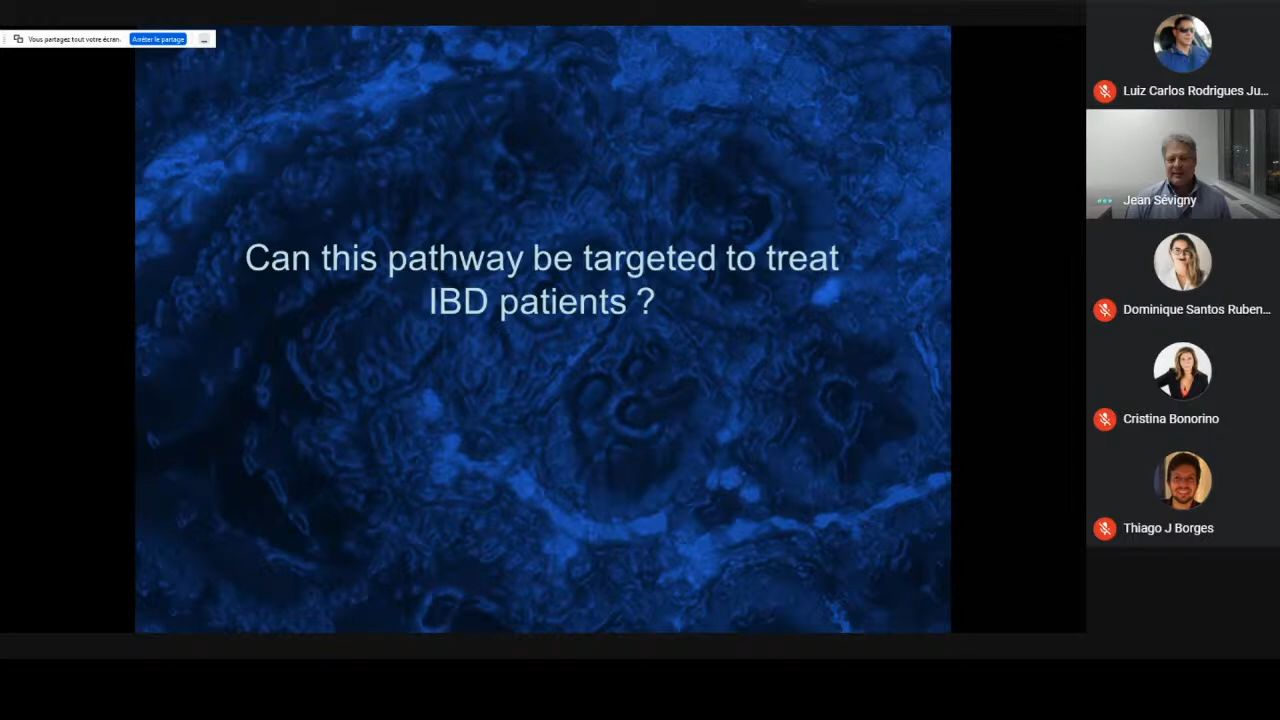 Vous partagez tout votre écran.
Arrêter le partage
...
Can this pathway be targeted to treat
IBD patients ?
Luiz Carlos Rodrigues Ju...
Jean Sévigny
Dominique Santos Ruben...
Cristina Bonorino
Thiago J Borges